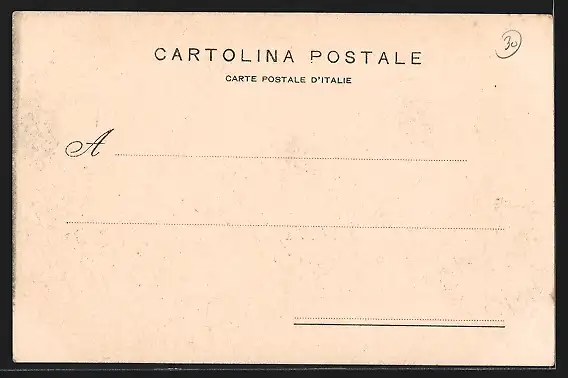 CARTOLINA POSTALE
30
CARTE POSTALE D'ITALIE
A